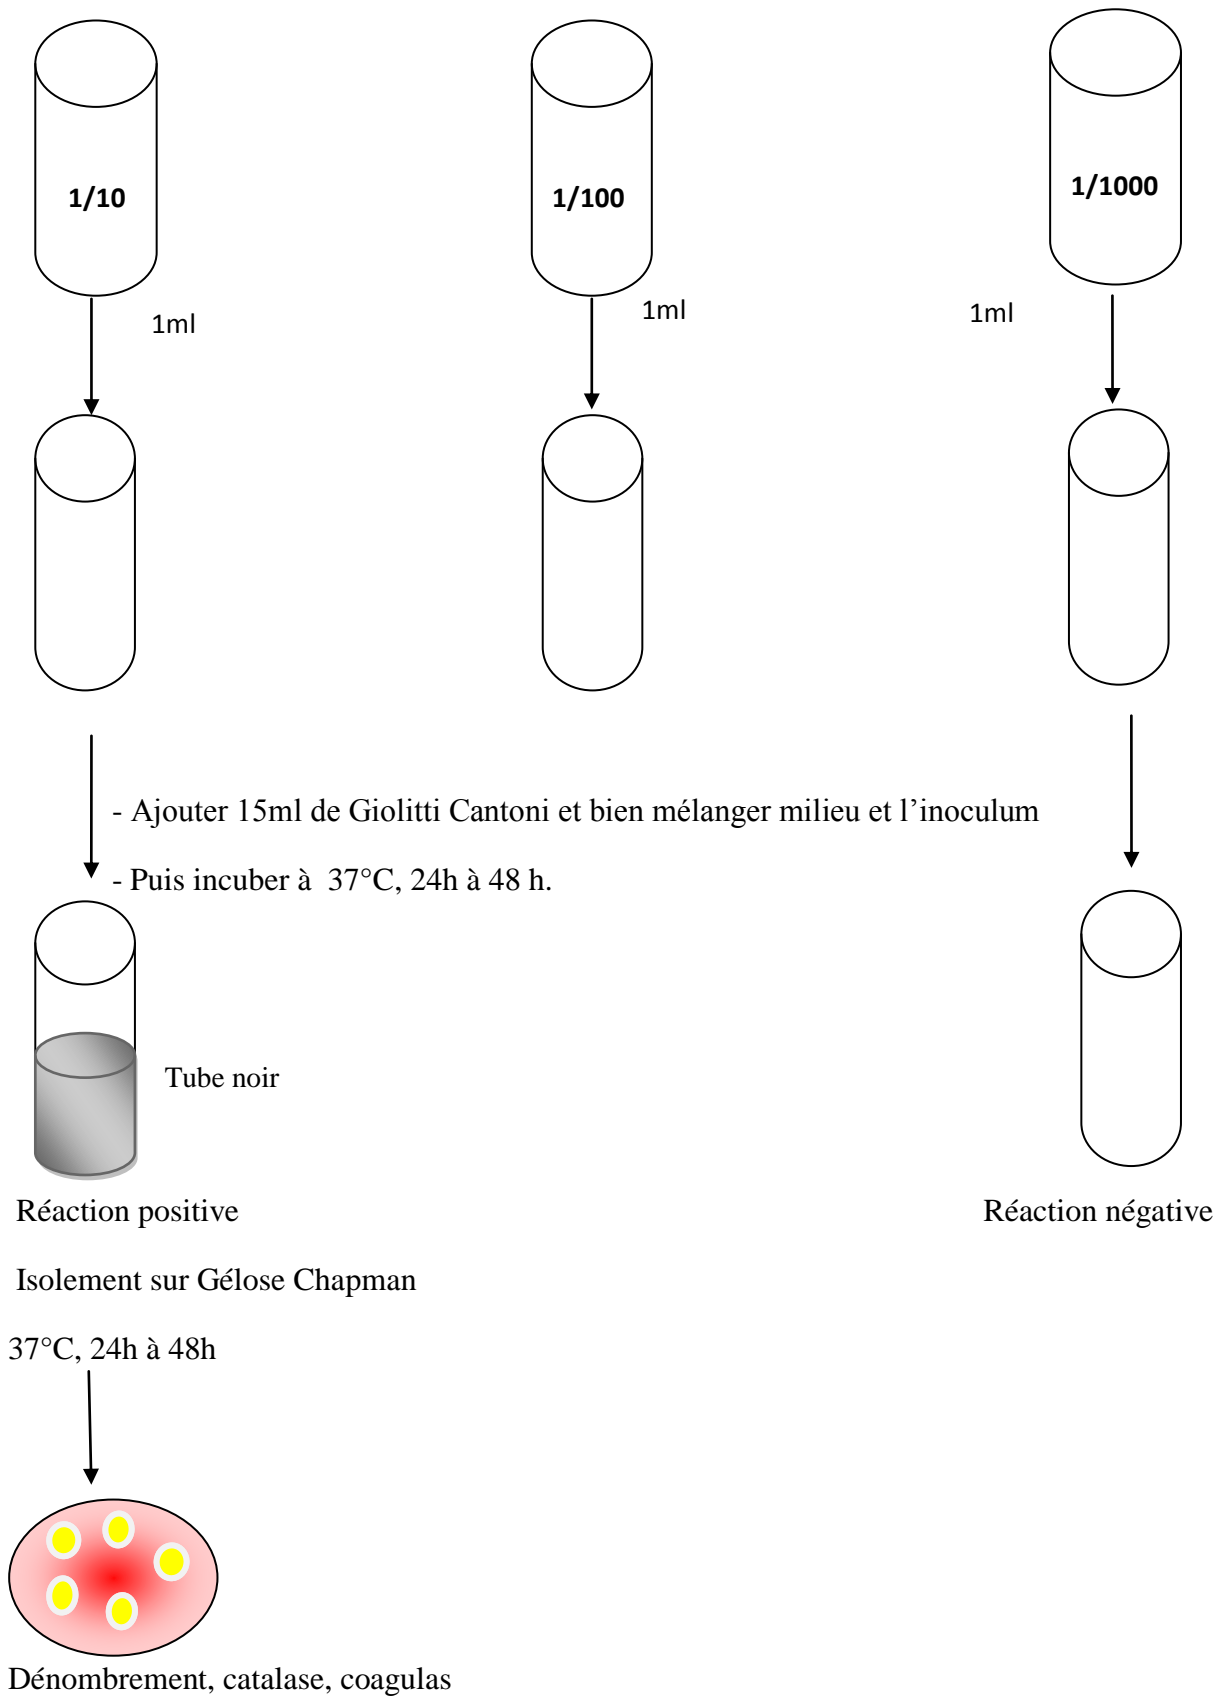 1/10
1/100
1/1000
1ml
1ml
1ml
- Ajouter 15ml de Giolitti Cantoni et bien mélanger milieu et l’inoculum
- Puis incuber à 37°C, 24h à 48 h.
Tube noir
Réaction positive
Réaction négative
Isolement sur Gélose Chapman
37°C, 24h à 48h
Dénombrement, catalase, coagulas